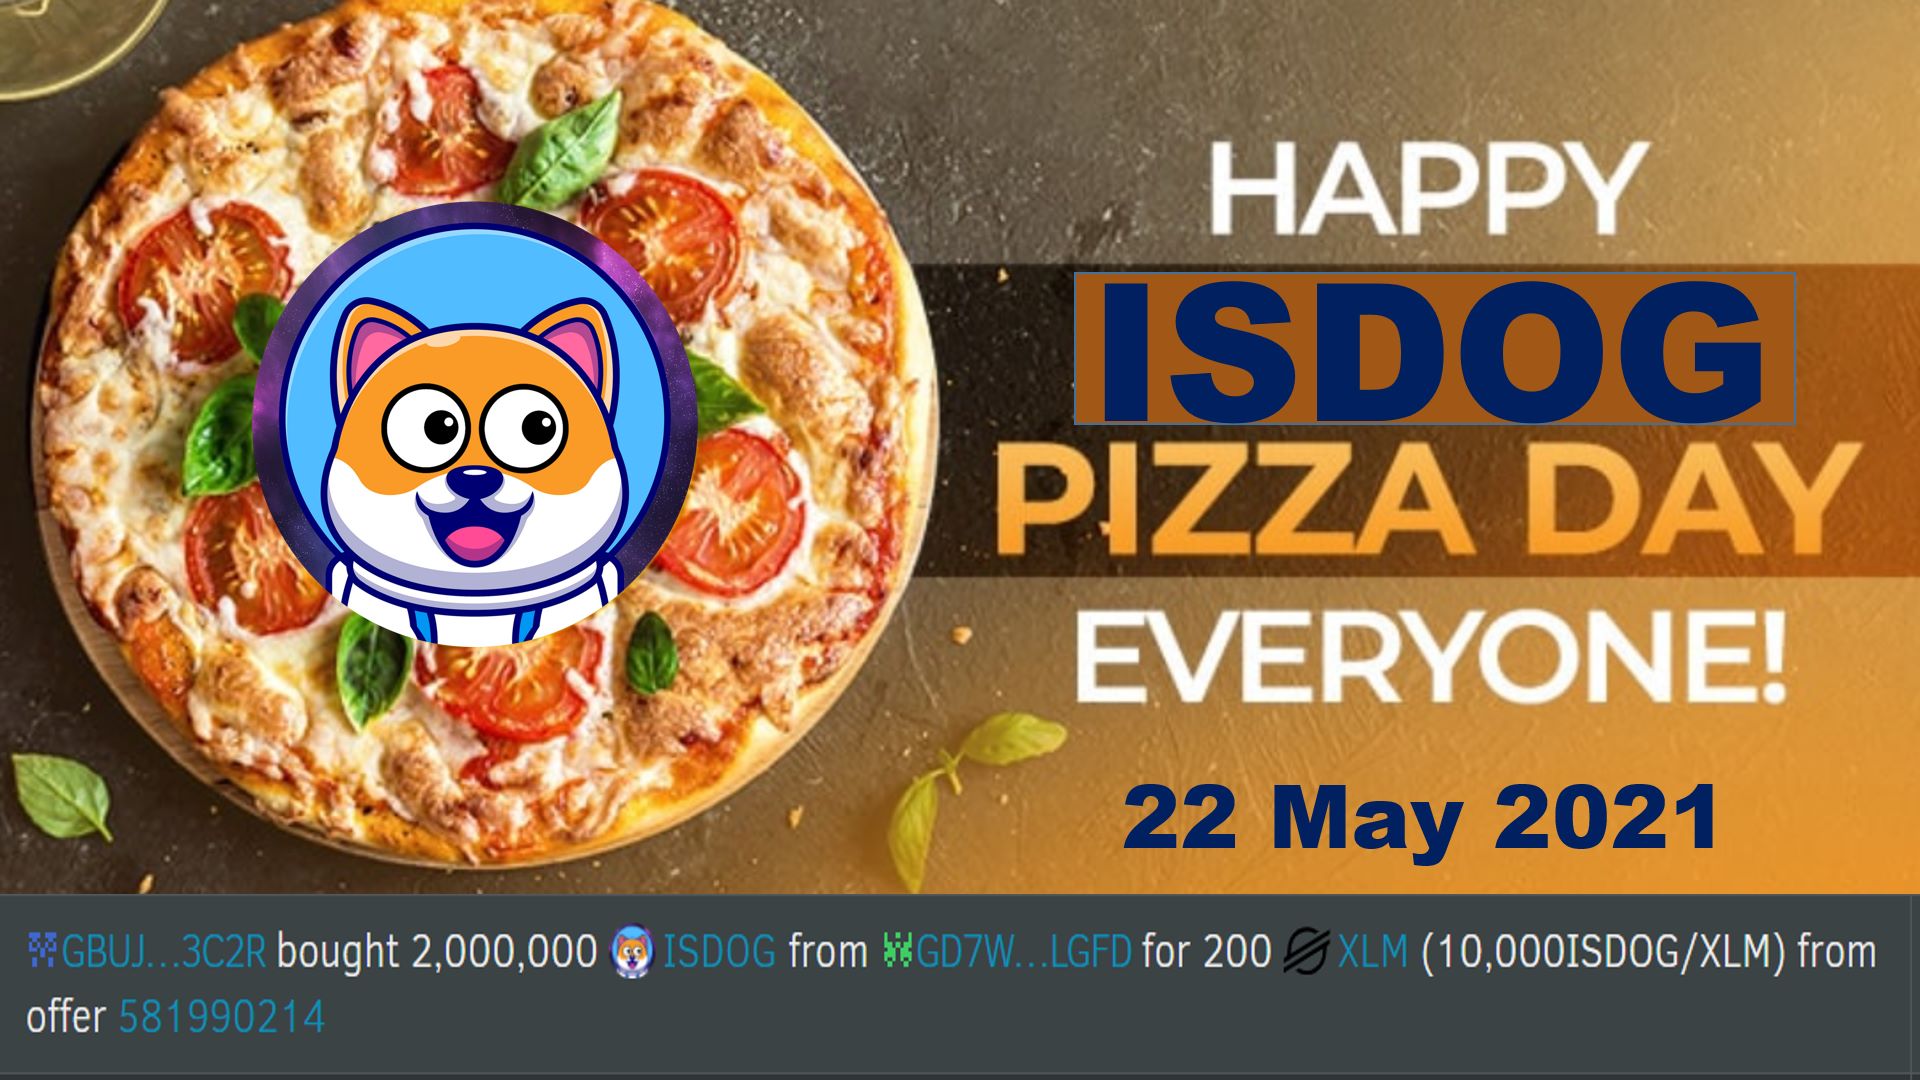 HAPPY
ISDOG
PIZZA DAY
EVERYONE!
22 May 2021
GBUJ...3C2R bought 2,000,000 ISDOG from GD7W...LGFD for 200 XLM (10,000ISDOG/XLM) from
offer 581990214